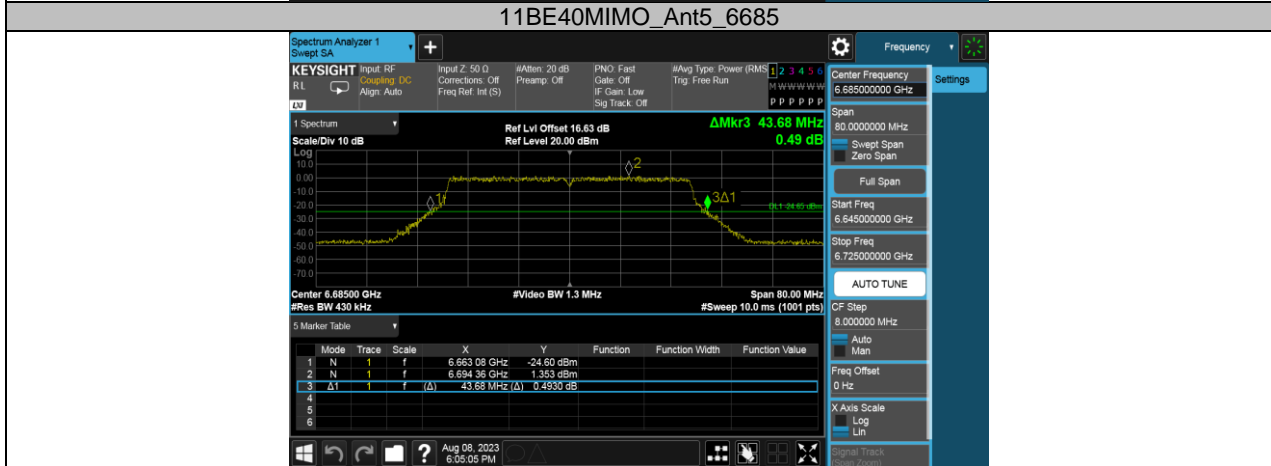 11BE40MIMO_Ant5_6685
Spectrum Analyzer 1
Swept SA
Frequency
KEYSIGHT Input: RF Input Z: 50 Ω #Atten: 20 dB PNO: Fast #Avg Type: Power (RMS 1 2 3 4 5 6
RL Coupling: DC Corrections: Off Preamp: Off Gate: Off Trig: Free Run M W W W W W
Align: Auto Freq Ref: Int (S) IF Gain: Low
LXI Sig Track: Off P P P P P P
1 Spectrum Ref Lvl Offset 16.63 dB ΔMkr3 43.68 MHz
Scale/Div 10 dB Ref Level 20.00 dBm 0.49 dB
Log
10.0
0.00
-10.0
-20.0
-30.0
-40.0
-50.0
-60.0
-70.0
1
2
3Δ1
DL1 -24.65 dBm
Center 6.68500 GHz #Video BW 1.3 MHz Span 80.00 MHz
#Res BW 430 kHz #Sweep 10.0 ms (1001 pts)
5 Marker Table
Mode Trace Scale X Y Function Function Width Function Value
1 N 1 f 6.663 08 GHz -24.60 dBm
2 N 1 f 6.694 36 GHz 1.353 dBm
3 Δ1 1 f (Δ) 43.68 MHz (Δ) 0.4930 dB
4
5
6
Aug 08, 2023
6:05:05 PM
Center Frequency
6.685000000 GHz
Settings
Span
80.0000000 MHz
Swept Span
Zero Span
Full Span
Start Freq
6.645000000 GHz
Stop Freq
6.725000000 GHz
AUTO TUNE
CF Step
8.000000 MHz
Auto
Man
Freq Offset
0 Hz
X Axis Scale
Log
Lin
Signal Track
(Span Zoom)